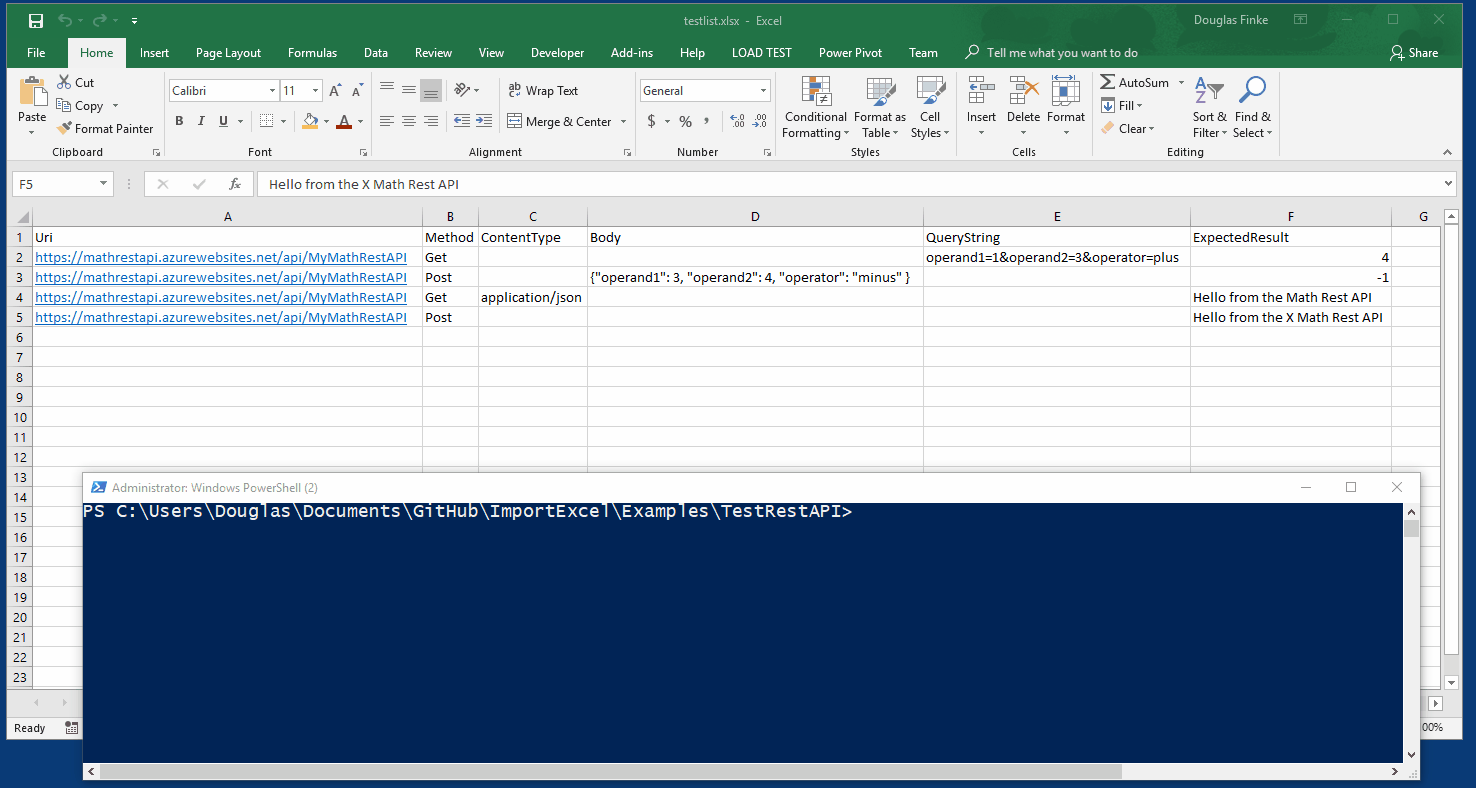 testlist.xlsx - Excel
Douglas Finke
File Home Insert Page Layout Formulas Data Review View Developer Add-ins Help LOAD TEST Power Pivot Team Tell me what you want to do Share
Paste
Cut
Copy
Format Painter
Clipboard
Calibri 11 A A
B I U A
Font
ab Wrap Text
Merge & Center
Alignment
General
$ % , .00 .00
Number
Conditional Formatting
Format as Table
Cell Styles
Styles
Insert Delete Format
Cells
AutoSum
Fill
Clear
Sort & Filter
Find & Select
Editing
F5 fx Hello from the X Math Rest API
A B C D E F G
1 Uri Method ContentType Body QueryString ExpectedResult
2 https://mathrestapi.azurewebsites.net/api/MyMathRestAPI Get operand1=1&operand2=3&operator=plus 4
3 https://mathrestapi.azurewebsites.net/api/MyMathRestAPI Post {"operand1": 3, "operand2": 4, "operator": "minus" } -1
4 https://mathrestapi.azurewebsites.net/api/MyMathRestAPI Get application/json Hello from the Math Rest API
5 https://mathrestapi.azurewebsites.net/api/MyMathRestAPI Post Hello from the X Math Rest API
6
7
8
9
10
11
12
13
14
15
16
17
18
19
20
21
22
23
Administrator: Windows PowerShell (2)
PS C:\Users\Douglas\Documents\GitHub\ImportExcel\Examples\TestRestAPI>
Ready
00%